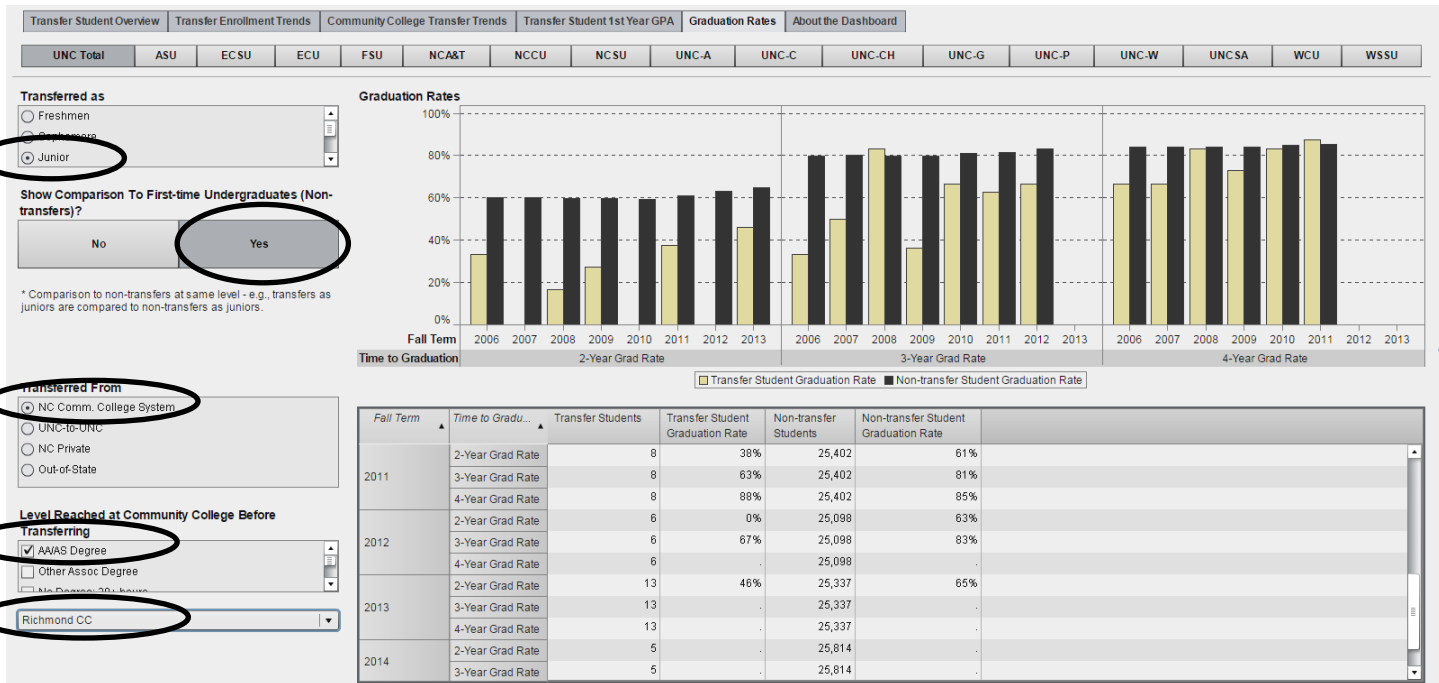 Transfer Student Overview Transfer Enrollment Trends Community College Transfer Trends Transfer Student 1st Year GPA Graduation Rates About the Dashboard
UNC Total ASU ECSU ECU FSU NCA&T NCCU NCSU UNC-A UNC-C UNC-CH UNC-G UNC-P UNC-W UNCSA WCU WSSU
Transferred as
Freshmen
Sophomore
Junior
Show Comparison To First-time Undergraduates (Non-
transfers)?
No Yes
* Comparison to non-transfers at same level - e.g., transfers as
juniors are compared to non-transfers as juniors.
Transferred From
NC Comm. College System
UNC-to-UNC
NC Private
Out-of-State
Level Reached at Community College Before
Transferring
AA/AS Degree
Other Assoc Degree
No Degree: 30+ hours
Richmond CC
Graduation Rates
100%
80%
60%
40%
20%
0%
Fall Term 2006 2007 2008 2009 2010 2011 2012 2013 2006 2007 2008 2009 2010 2011 2012 2013 2006 2007 2008 2009 2010 2011 2012 2013
Time to Graduation 2-Year Grad Rate 3-Year Grad Rate 4-Year Grad Rate
Transfer Student Graduation Rate Non-transfer Student Graduation Rate
Fall Term Time to Gradu... Transfer Students Transfer Student Non-transfer Non-transfer Student
Graduation Rate Students Graduation Rate
2-Year Grad Rate 8 38% 25,402 61%
2011 3-Year Grad Rate 8 63% 25,402 81%
4-Year Grad Rate 8 88% 25,402 85%
2-Year Grad Rate 6 0% 25,098 63%
2012 3-Year Grad Rate 6 67% 25,098 83%
4-Year Grad Rate 6 . 25,098 .
2-Year Grad Rate 13 46% 25,337 65%
2013 3-Year Grad Rate 13 . 25,337 .
4-Year Grad Rate 13 . 25,337 .
2-Year Grad Rate 5 . 25,814 .
2014
3-Year Grad Rate 5 . 25,814 .